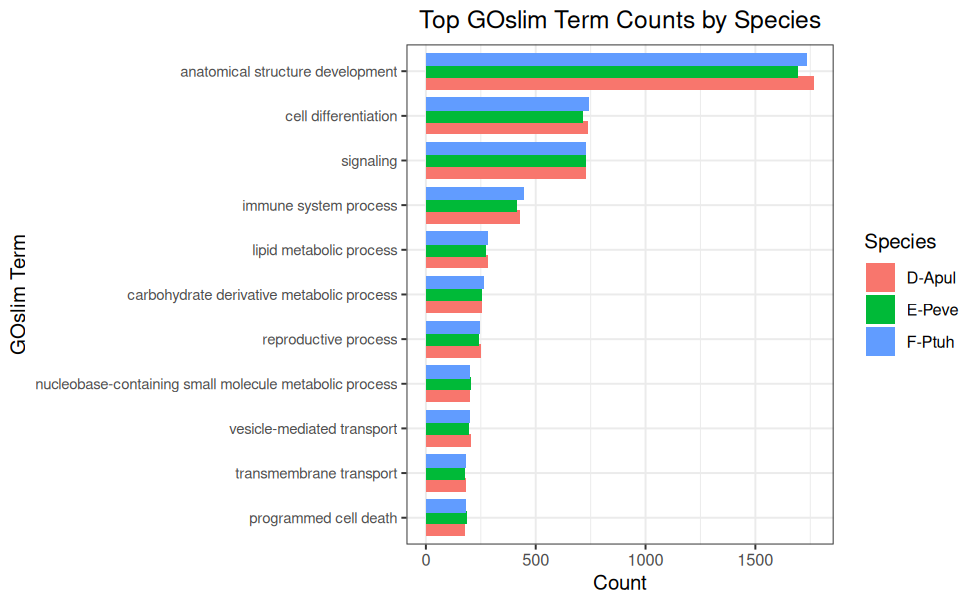 Top GOslim Term Counts by Species
anatomical structure development
cell differentiation
signaling
immune system process
lipid metabolic process
carbohydrate derivative metabolic process
reproductive process
nucleobase-containing small molecule metabolic process
vesicle-mediated transport
transmembrane transport
programmed cell death
GOslim Term
0 500 1000 1500
Count
Species
D-Apul
E-Peve
F-Ptuh